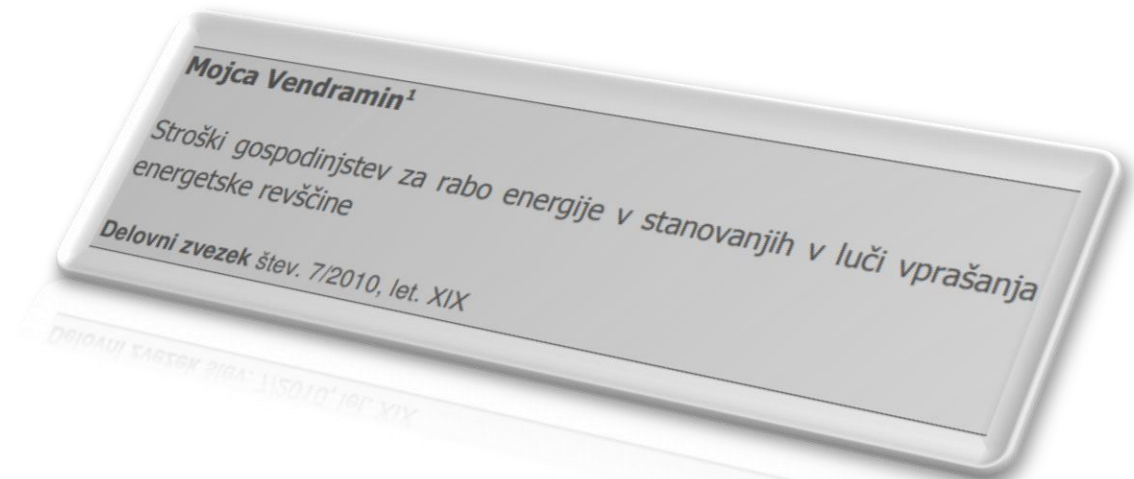 Mojca Vendramin¹
Stroški gospodinjstev za rabo energije v stanovanjih v luči vprašanja
energetske revščine
Delovni zvezek štev. 7/2010, let. XIX